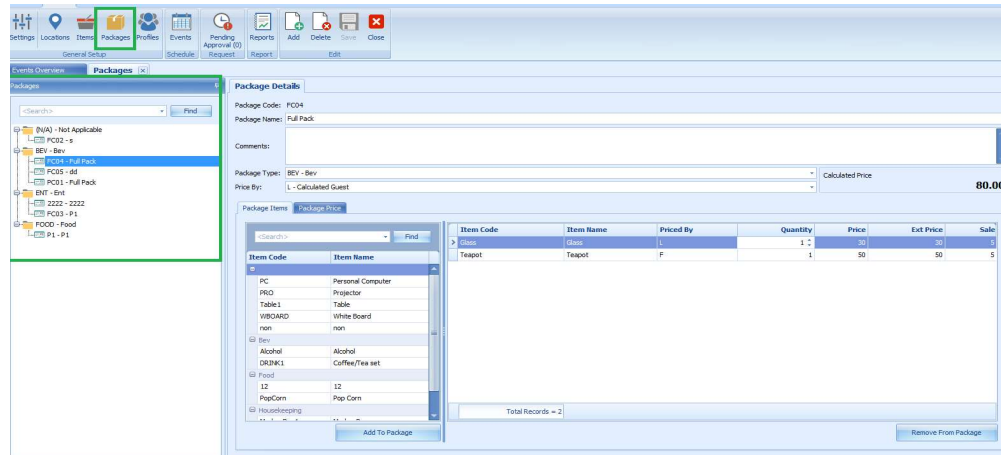 Settings Locations Items Packages Profiles Events Pending Approval (0) Reports Add Delete Save Close
General Setup Schedule Request Report Edit
Events Overview Packages
Packages
<Search> Find
(N/A) - Not Applicable
FC02 - s
BEV - Bev
FC04 - Full Pack
FC05 - dd
PC01 - Full Pack
ENT - Ent
2222 - 2222
FC03 - P1
FOOD - Food
P1 - P1
Package Details
Package Code: FC04
Package Name: Full Pack
Comments:
Package Type: BEV - Bev
Calculated Price
Price By: L - Calculated Guest
80.00
Package Items Package Price
<Search> Find
Item Code Item Name
PC Personal Computer
PRO Projector
Table1 Table
WBOARD White Board
non non
Bev
Alcohol Alcohol
DRINK1 Coffee/Tea set
Food
12 12
PopCorn Pop Corn
Housekeeping
Add To Package
Item Code Item Name Priced By Quantity Price Ext Price Sale
Glass Glass L 1 30 30 5
Teapot Teapot F 1 50 50 5
Total Records = 2
Remove From Package